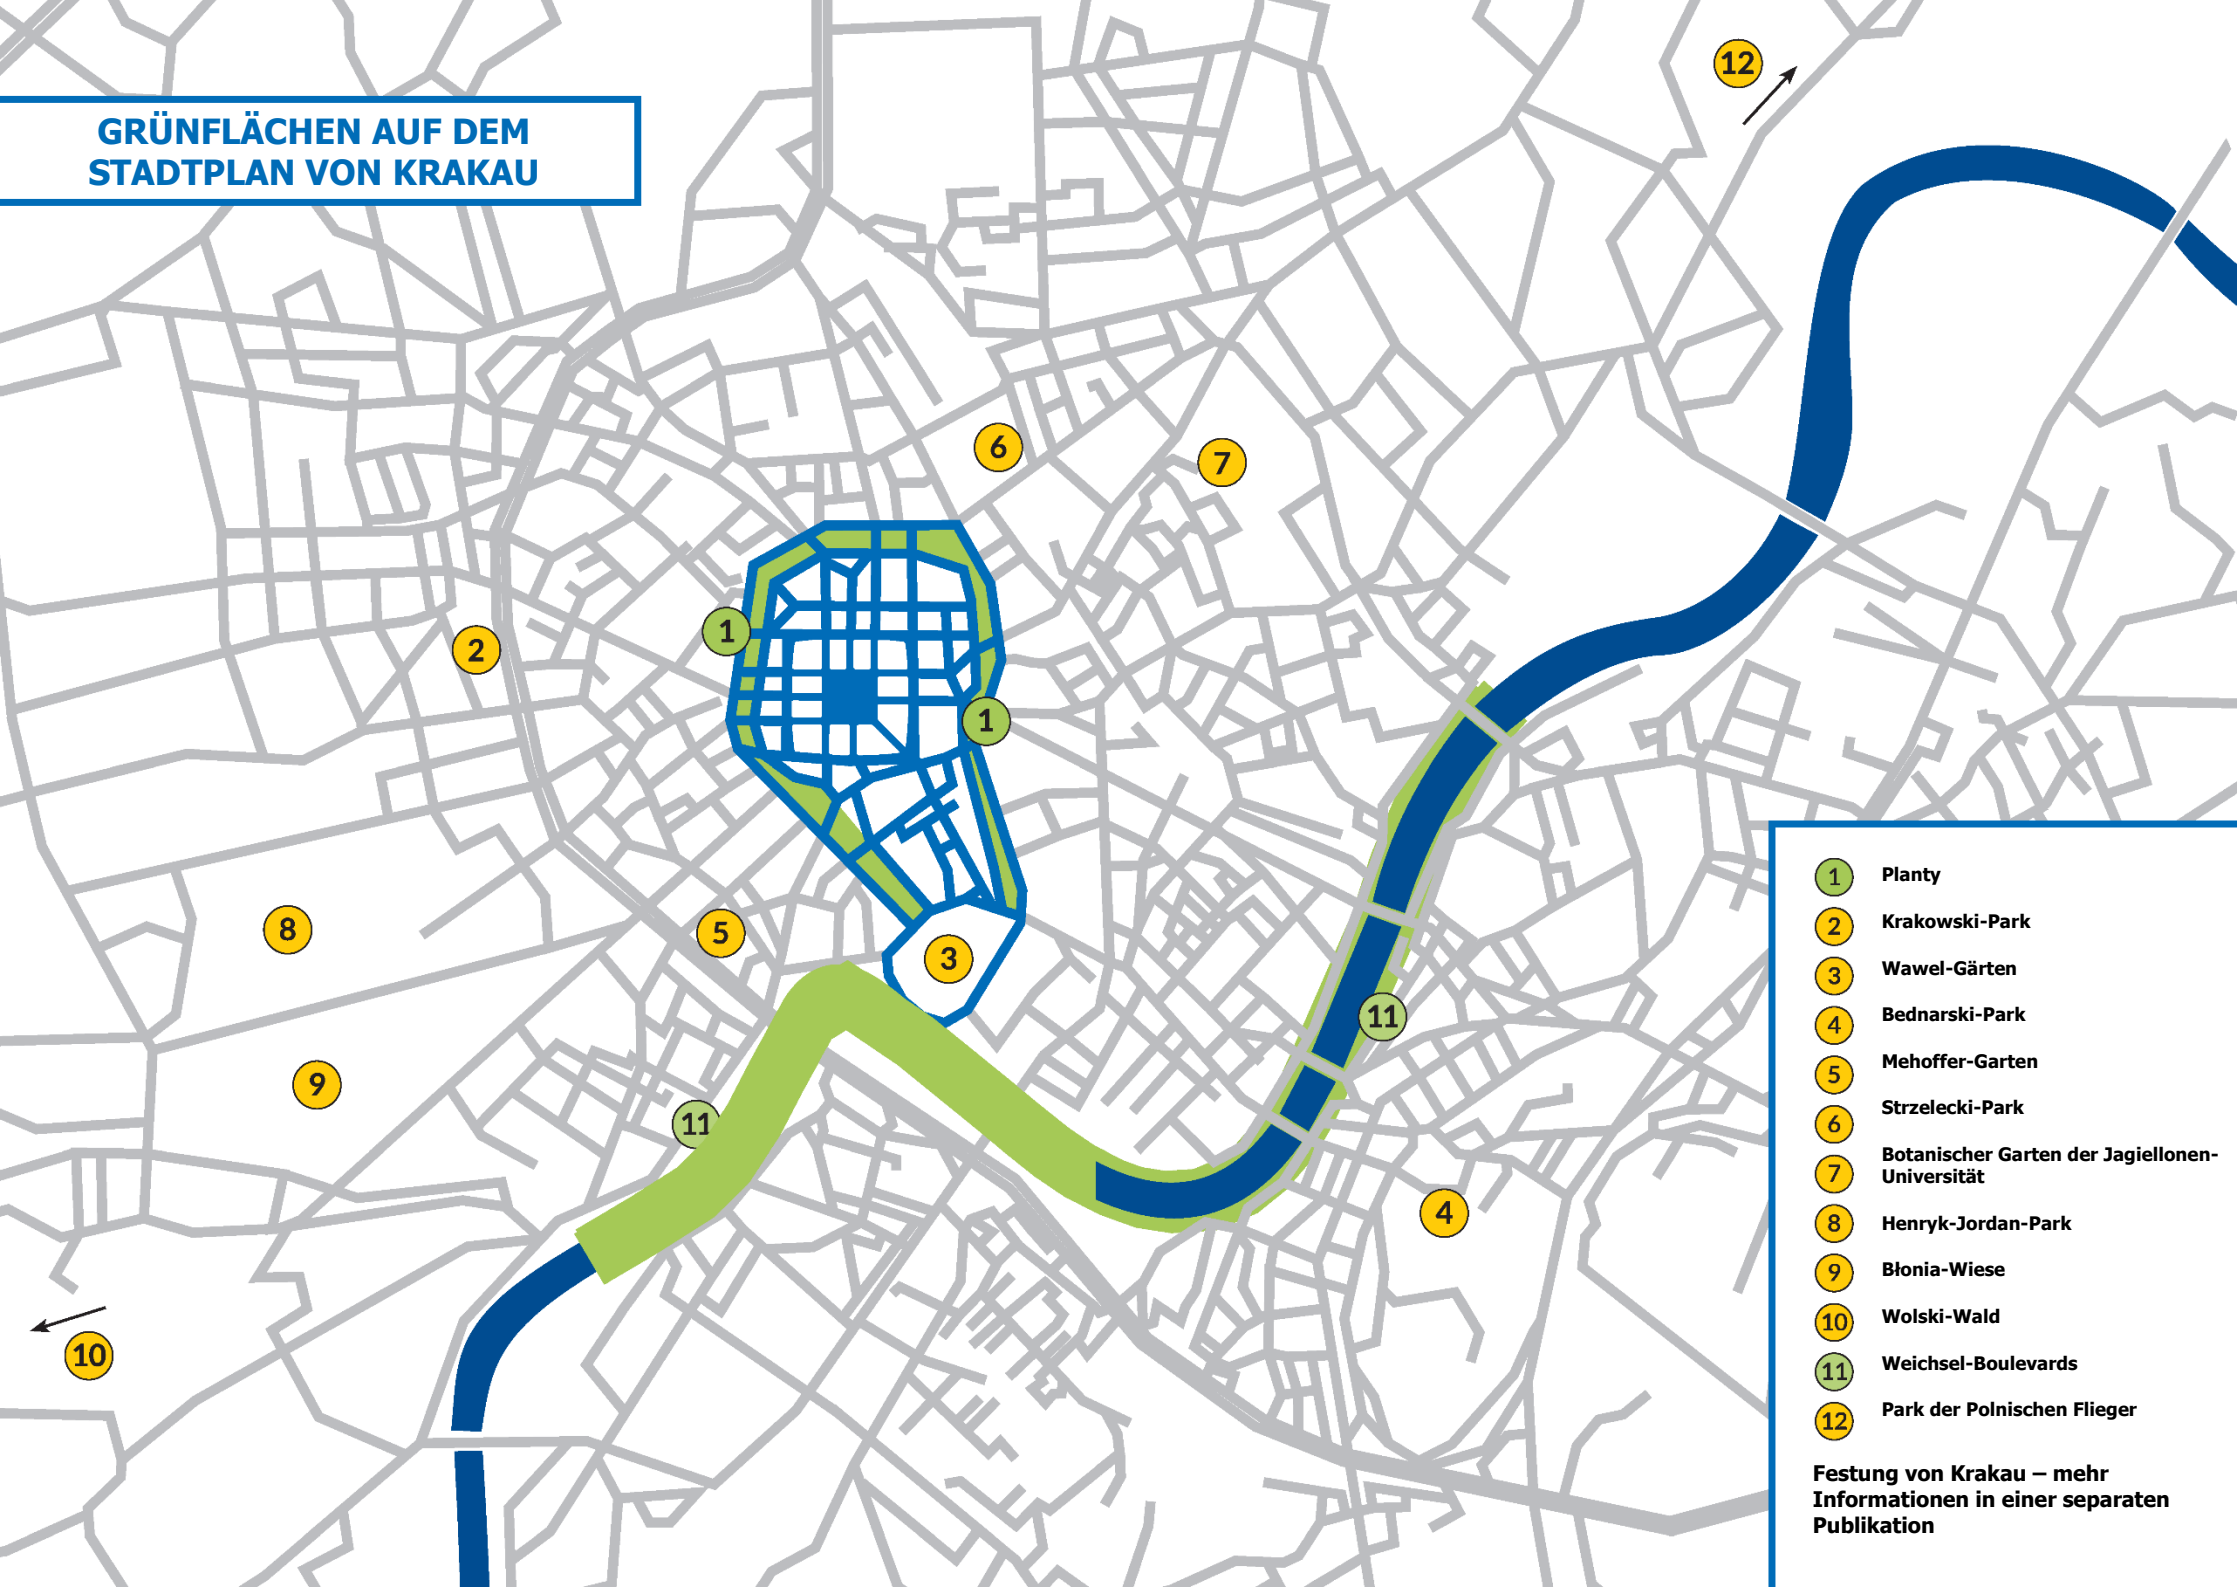 12
GRÜNFLÄCHEN AUF DEM
STADTPLAN VON KRAKAU
6
7
1
2
1
8
5
3
11
9
11
4
10
1 Planty
2 Krakowski-Park
3 Wawel-Gärten
4 Bednarski-Park
5 Mehoffer-Garten
6 Strzelecki-Park
7 Botanischer Garten der Jagiellonen-
Universität
8 Henryk-Jordan-Park
9 Błonia-Wiese
10 Wolski-Wald
11 Weichsel-Boulevards
12 Park der Polnischen Flieger
Festung von Krakau – mehr
Informationen in einer separaten
Publikation